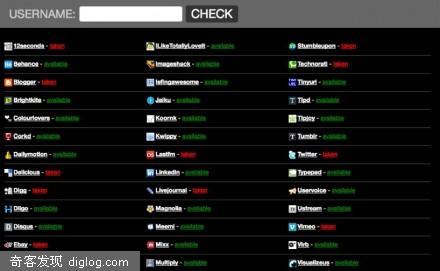 USERNAME: CHECK
12seconds - taken ILikeTotallyLoveIt - available Stumbleupon - taken
Behance - available Imageshack - available Technorati - taken
Blogger - taken Isfingawesome - available Tinyurl - available
Brightkite - available Jaiku - available Tipd - available
Colourlovers - available Koornk - available Tipjoy - available
Corkd - available Kwippy - available Tumblr - available
Dailymotion - available Lastfm - taken Twitter - taken
Delicious - taken LinkedIn - available Typepad - available
Digg - taken Livejournal - taken Uservoice - available
Diigo - available Magnolia - available Ustream - available
Disqus - available Meemi - available Vimeo - taken
Ebay - taken Mixx - available Virb - available
Multiply - available Visualizeus - available
奇客发现 diglog.com